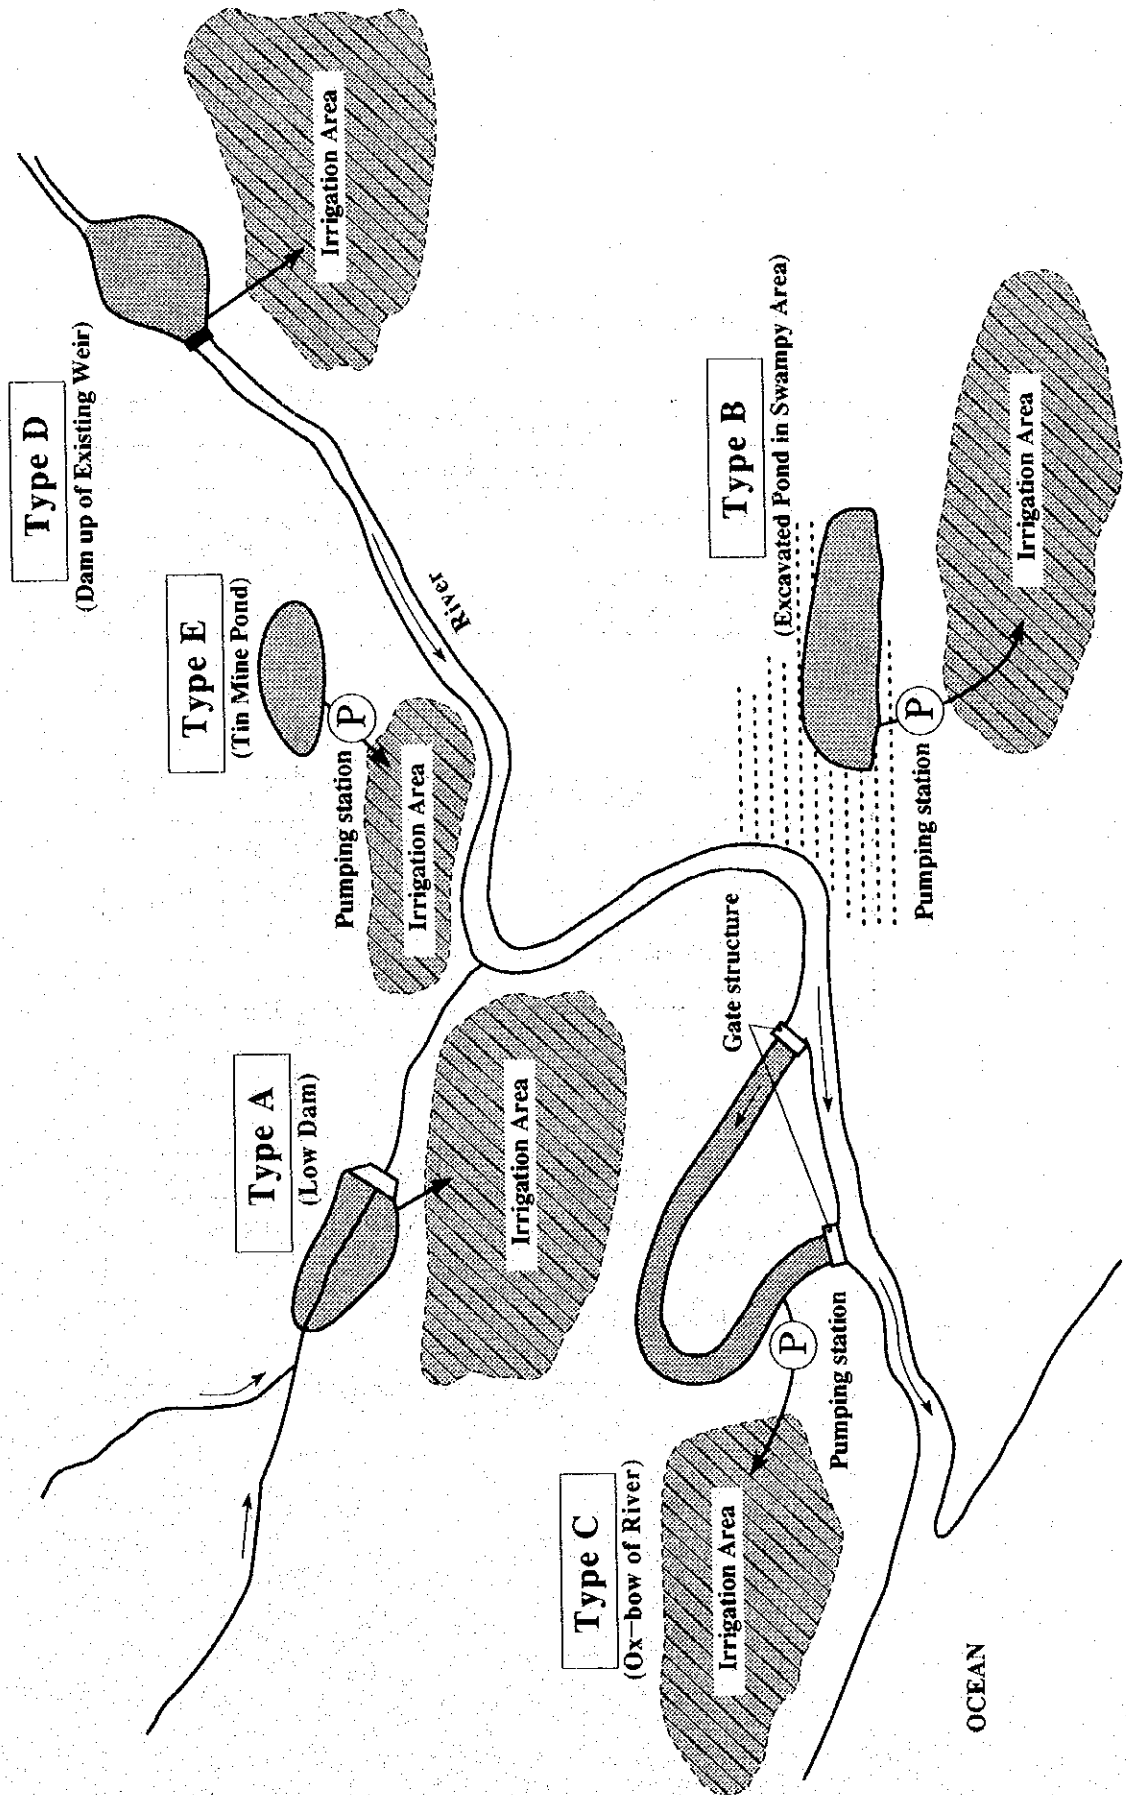 Type D
(Dam up of Existing Weir)
Irrigation Area
Type E
(Tin Mine Pond)
P
Pumping station
Irrigation Area
River
Type A
(Low Dam)
Irrigation Area
Type B
(Excavated Pond in Swampy Area)
P
Pumping station
Irrigation Area
Gate structure
Type C
(Ox-bow of River)
P
Pumping station
Irrigation Area
OCEAN